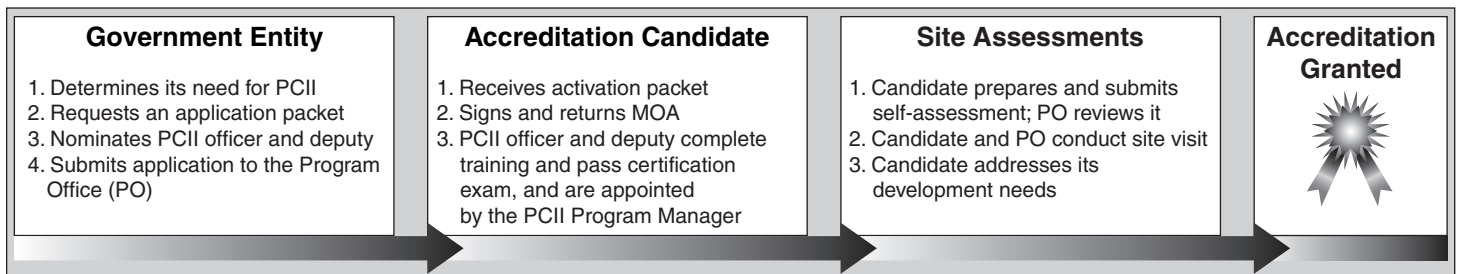 Government Entity
1. Determines its need for PCII
2. Requests an application packet
3. Nominates PCII officer and deputy
4. Submits application to the Program
Office (PO)
Accreditation Candidate
1. Receives activation packet
2. Signs and returns MOA
3. PCII officer and deputy complete
training and pass certification
exam, and are appointed
by the PCII Program Manager
Site Assessments
1. Candidate prepares and submits
self-assessment; PO reviews it
2. Candidate and PO conduct site visit
3. Candidate addresses its
development needs
Accreditation
Granted